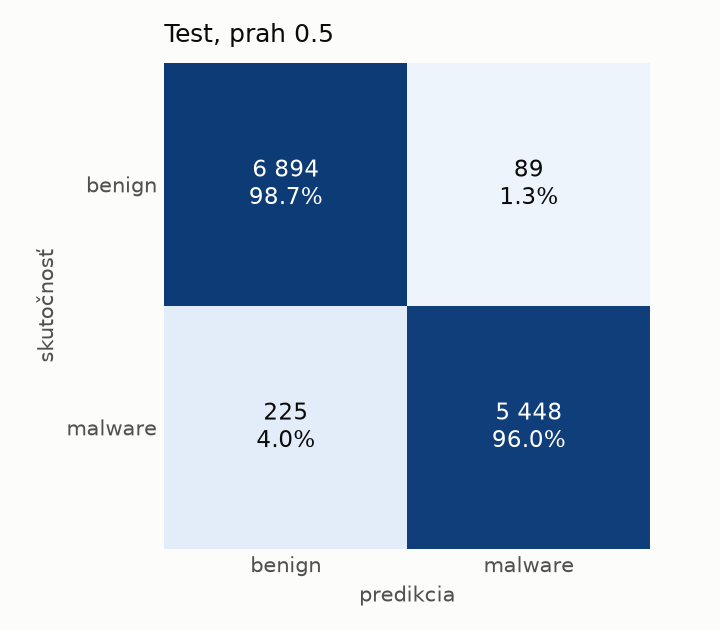 Test, prah 0.5
benign
6 894
98.7%
89
1.3%
skutočnosť
malware
225
4.0%
5 448
96.0%
benign
malware
predikcia